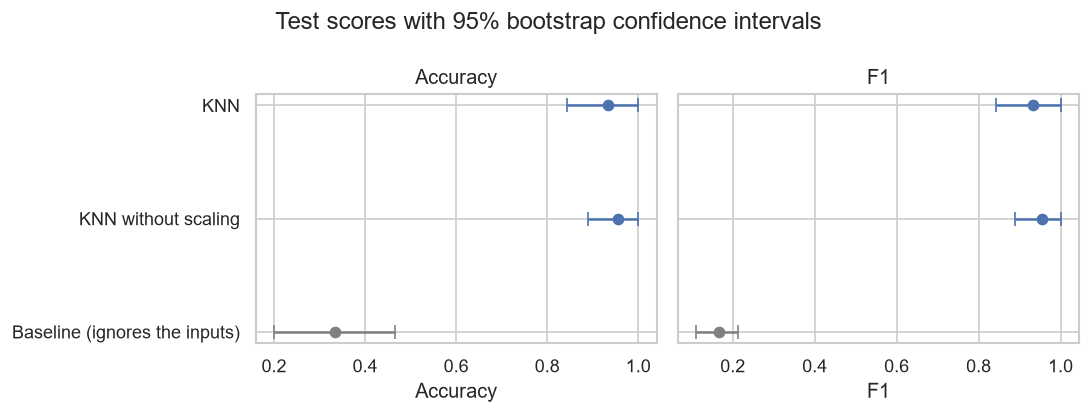 Test scores with 95% bootstrap confidence intervals
Accuracy
F1
KNN
KNN without scaling
Baseline (ignores the inputs)
0.2 0.4 0.6 0.8 1.0
0.2 0.4 0.6 0.8 1.0
Accuracy
F1